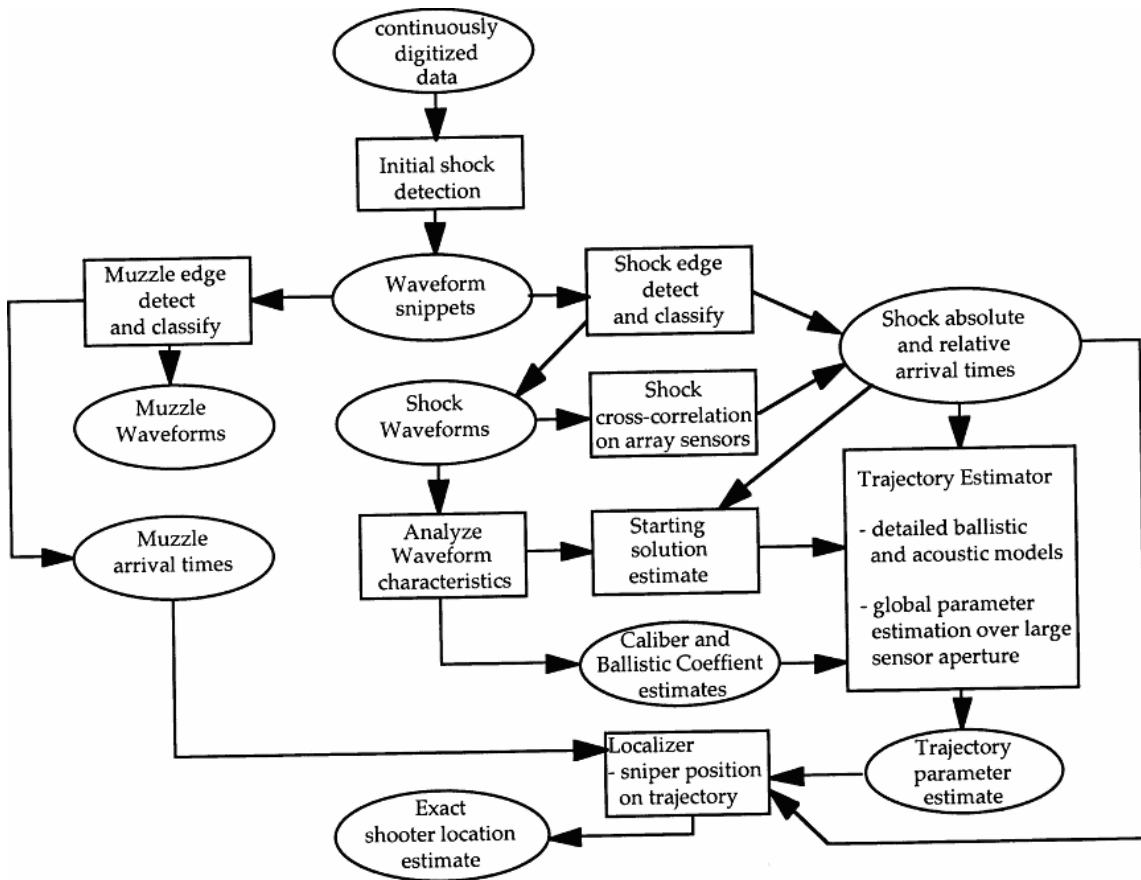 continuously
digitized
data
Initial shock
detection
Waveform
snippets
Muzzle edge
detect
and classify
Shock edge
detect
and classify
Shock absolute
and relative
arrival times
Muzzle
Waveforms
Shock
Waveforms
Shock
cross-correlation
on array sensors
Trajectory Estimator
- detailed ballistic
and acoustic models
- global parameter
estimation over large
sensor aperture
Muzzle
arrival times
Analyze
Waveform
characteristics
Starting
solution
estimate
Caliber and
Ballistic Coeffient
estimates
Localizer
- sniper position
on trajectory
Trajectory
parameter
estimate
Exact
shooter location
estimate